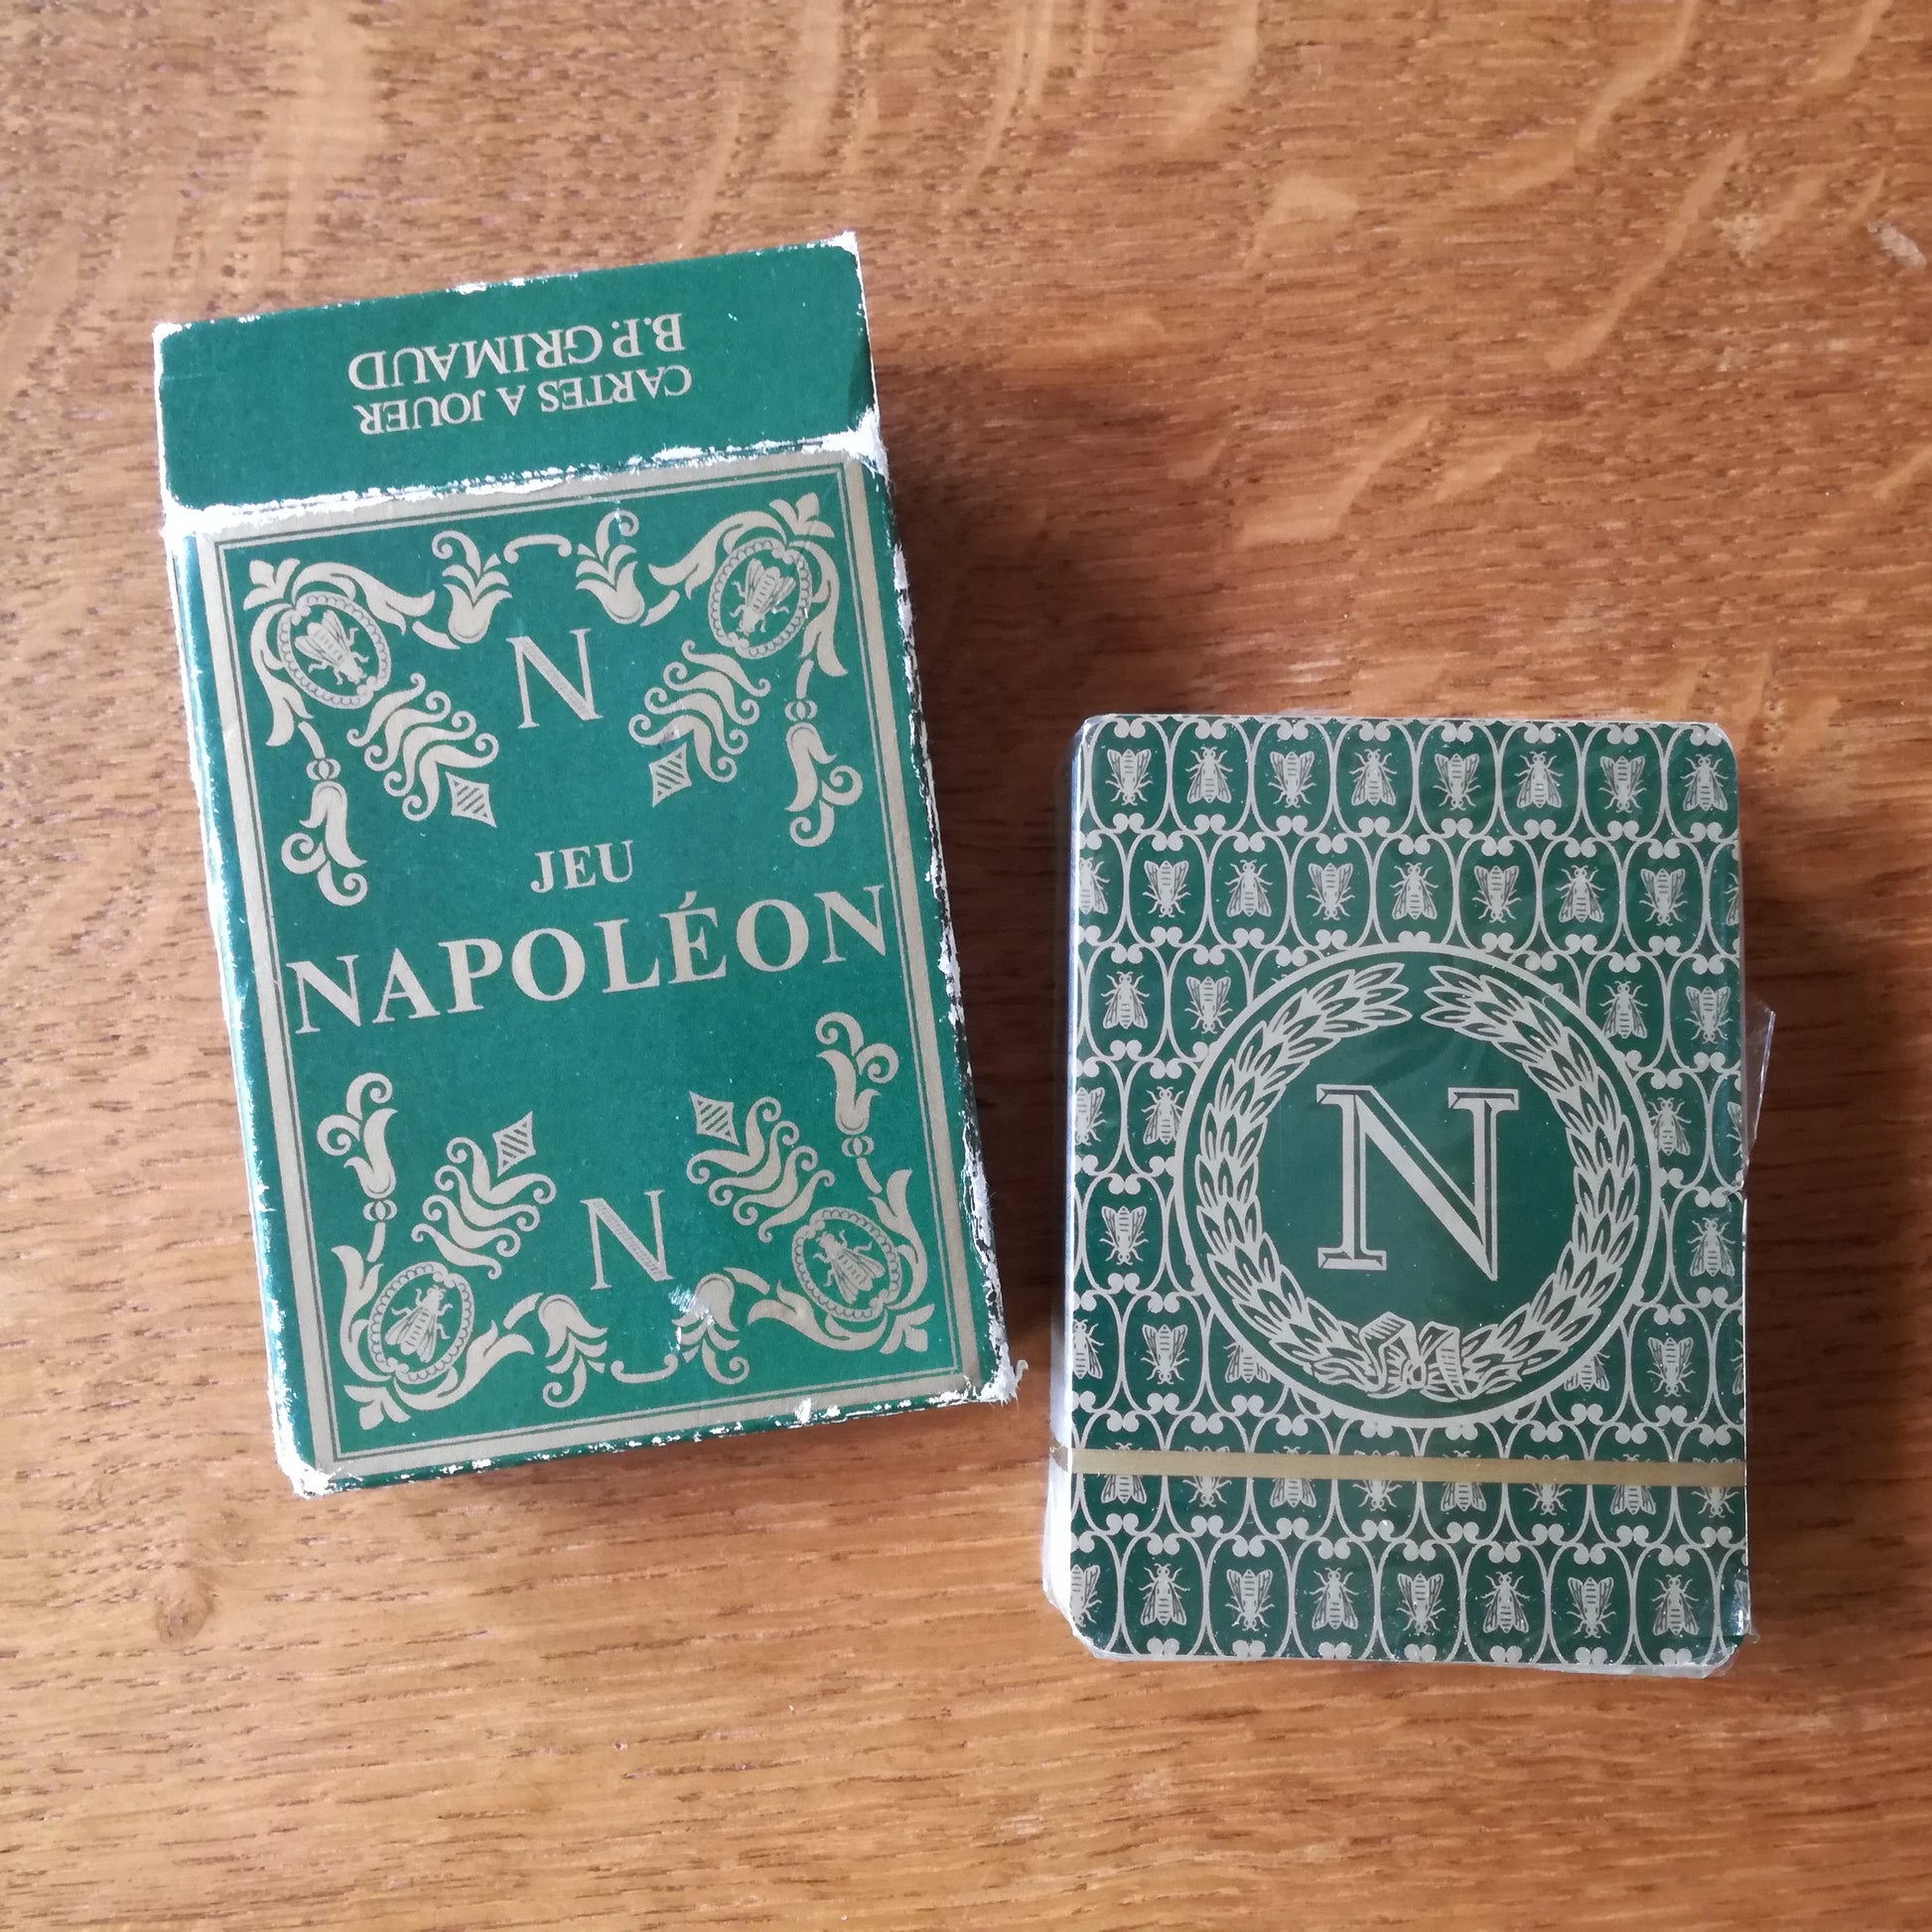 CARTES A JOUER
B.P. GRIMAUD
N
JEU
NAPOLÉON
N
N